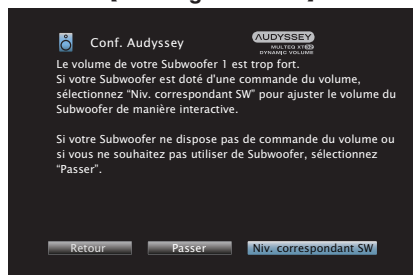 Conf. Audyssey
AUDYSSEY
MULTEQ XT32
DYNAMIC VOLUME
Le volume de votre Subwoofer 1 est trop fort.
Si votre Subwoofer est doté d'une commande du volume,
sélectionnez “Niv. correspondant SW” pour ajuster le volume du
Subwoofer de manière interactive.
Si votre Subwoofer ne dispose pas de commande du volume ou
si vous ne souhaitez pas utiliser de Subwoofer, sélectionnez
“Passer”.
Retour Passer Niv. correspondant SW